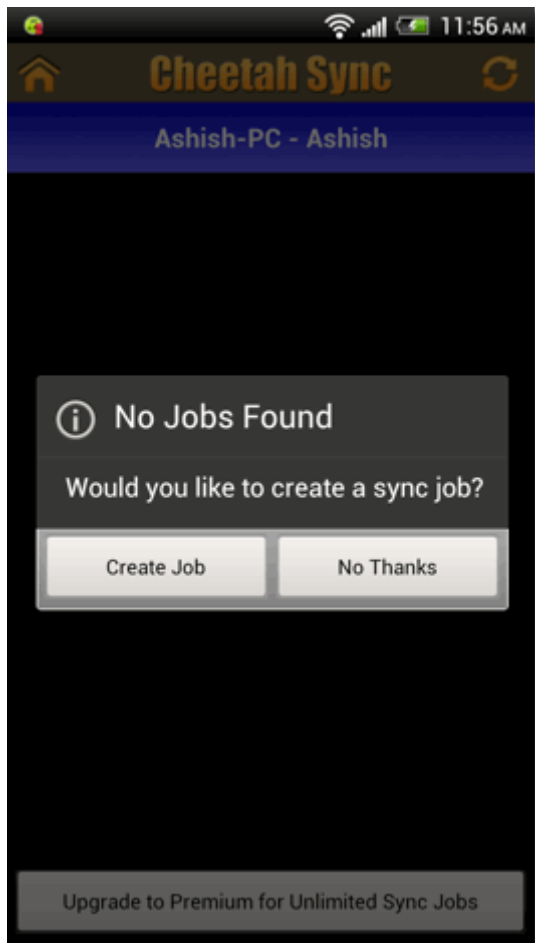 11:56 AM
Cheetah Sync
Ashish-PC - Ashish
No Jobs Found
Would you like to create a sync job?
Create Job
No Thanks
Upgrade to Premium for Unlimited Sync Jobs